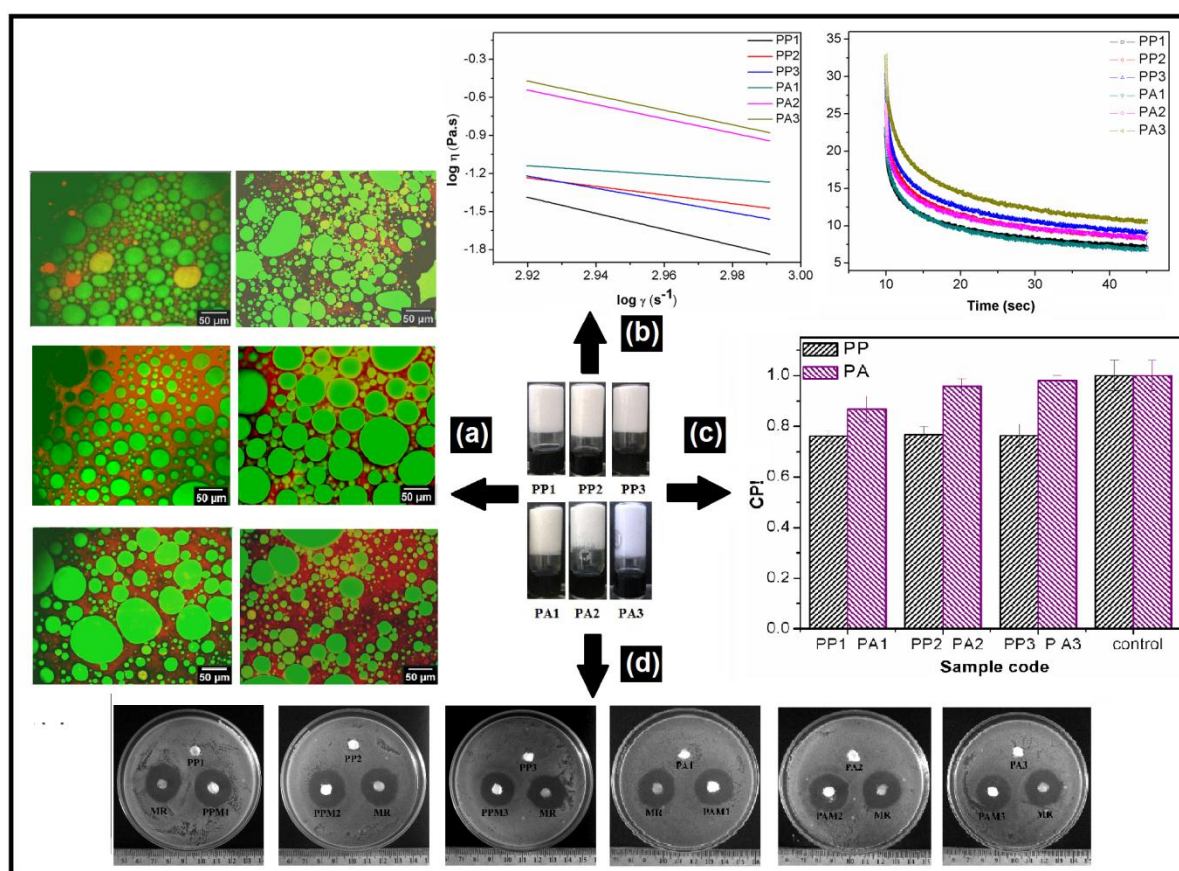 -0.3
-0.6
-0.9
-1.2
-1.5
-1.8
log η (Pa.s)
2.92
2.94
2.96
2.98
3.00
log γ (s-1)
PP1
PP2
PP3
PA1
PA2
PA3
35
30
25
20
15
10
5
10
20
30
40
Time (sec)
PP1
PP2
PP3
PA1
PA2
PA3
50 µm
50 µm
50 µm
50 µm
50 µm
50 µm
(a)
(b)
(c)
(d)
PP1
PP2
PP3
PA1
PA2
PA3
PP
PA
1.0
0.8
0.6
0.4
0.2
0.0
CPI
PP1
PA1
PP2
PA2
PP3
P A3
control
Sample code
PP1
MR
PPM1
PP2
PPM2
MR
PP3
PPM3
MR
PA1
MR
PAM1
PA2
PAM2
MR
PA3
PAM3
MR